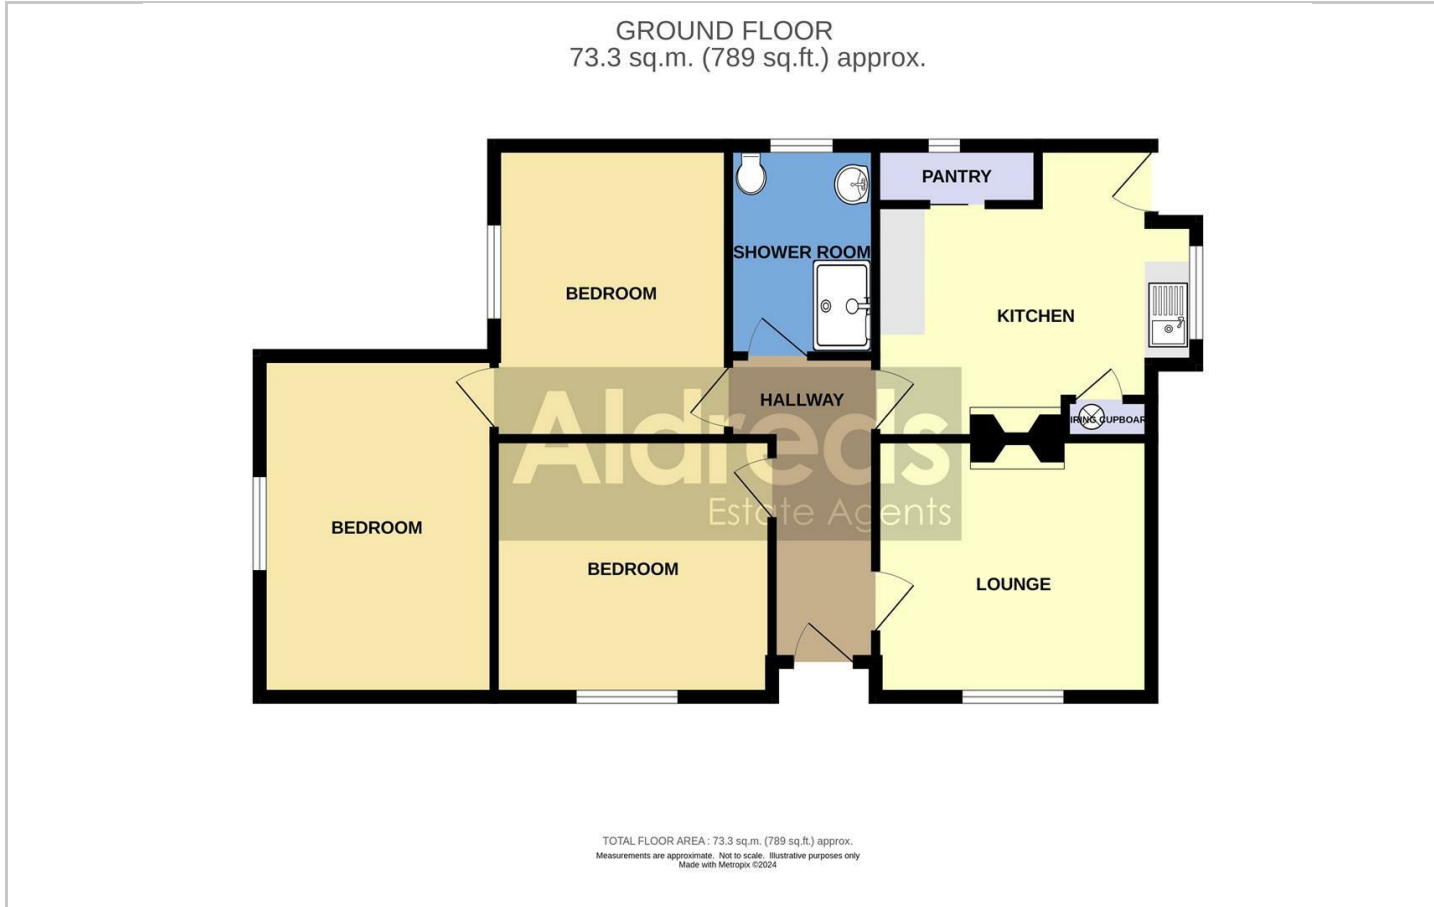 GROUND FLOOR
73.3 sq.m. (789 sq.ft.) approx.
PANTRY
SHOWER ROOM
BEDROOM
KITCHEN
HALLWAY
IRING CUPBOAR
Aldreds
Estate Agents
BEDROOM
BEDROOM
LOUNGE
TOTAL FLOOR AREA : 73.3 sq.m. (789 sq.ft.) approx.
Measurements are approximate. Not to scale. Illustrative purposes only
Made with Metropix ©2024